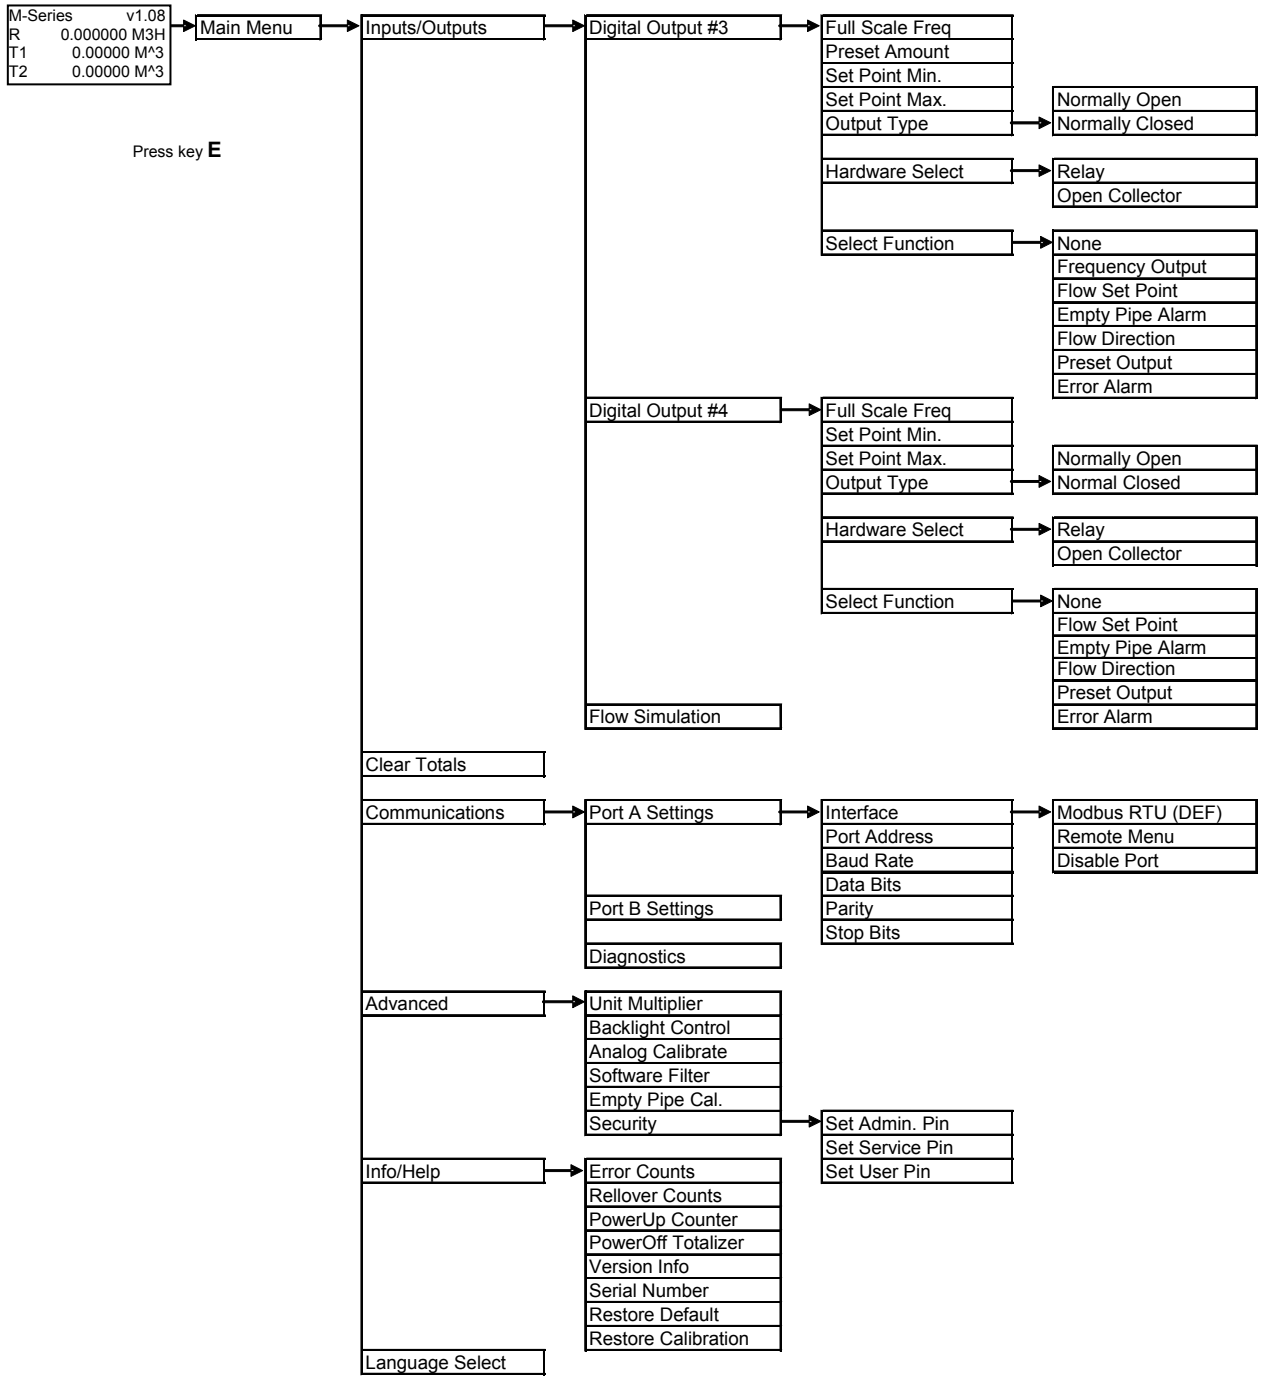 M-Series v1.08
R 0.000000 M3H
T1 0.00000 M^3
T2 0.00000 M^3
Press key E
Main Menu
Inputs/Outputs
Digital Output #3
Full Scale Freq
Preset Amount
Set Point Min.
Set Point Max.
Output Type
Normally Open
Normally Closed
Hardware Select
Relay
Open Collector
Select Function
None
Frequency Output
Flow Set Point
Empty Pipe Alarm
Flow Direction
Preset Output
Error Alarm
Digital Output #4
Full Scale Freq
Set Point Min.
Set Point Max.
Output Type
Normally Open
Normal Closed
Hardware Select
Relay
Open Collector
Select Function
None
Flow Set Point
Empty Pipe Alarm
Flow Direction
Preset Output
Error Alarm
Flow Simulation
Clear Totals
Communications
Port A Settings
Interface
Port Address
Baud Rate
Data Bits
Parity
Stop Bits
Modbus RTU (DEF)
Remote Menu
Disable Port
Port B Settings
Diagnostics
Advanced
Unit Multiplier
Backlight Control
Analog Calibrate
Software Filter
Empty Pipe Cal.
Security
Set Admin. Pin
Set Service Pin
Set User Pin
Info/Help
Error Counts
Rellover Counts
PowerUp Counter
PowerOff Totalizer
Version Info
Serial Number
Restore Default
Restore Calibration
Language Select